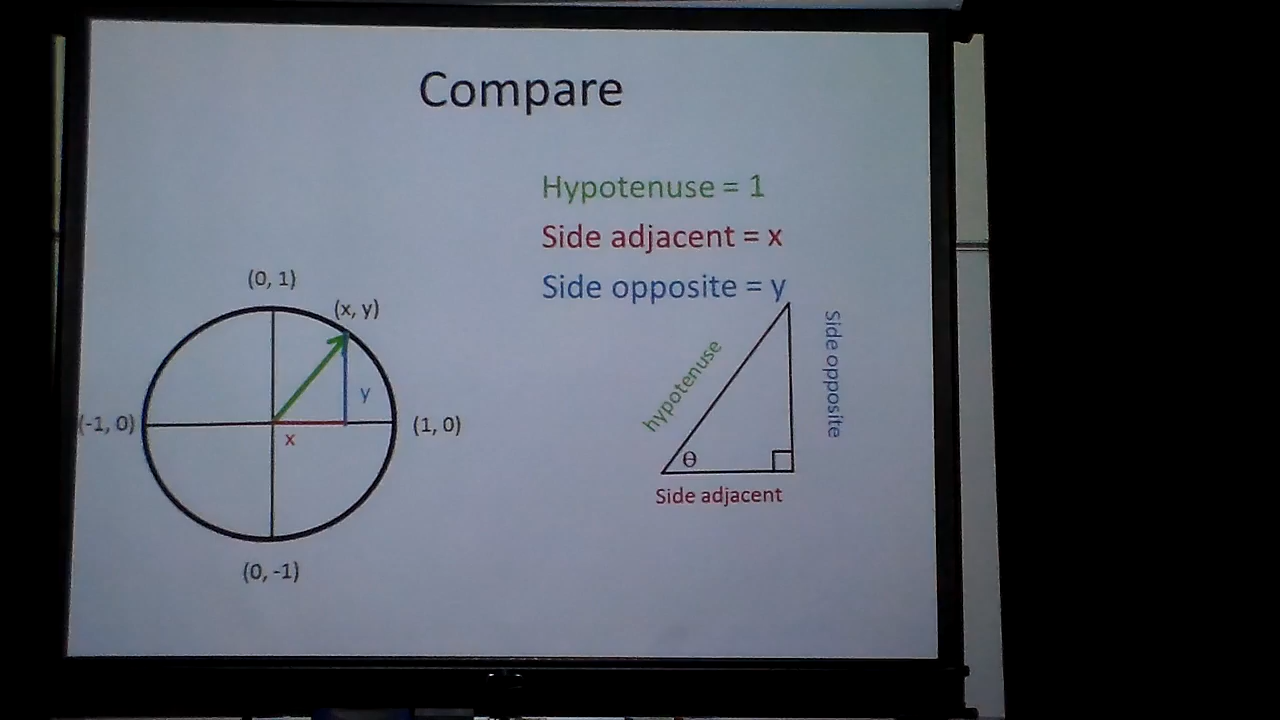 Compare
Hypotenuse = 1
Side adjacent = x
Side opposite = y
(0, 1)
(x, y)
y
(-1, 0)
x
(1, 0)
(0, -1)
hypotenuse
Side opposite
θ
Side adjacent